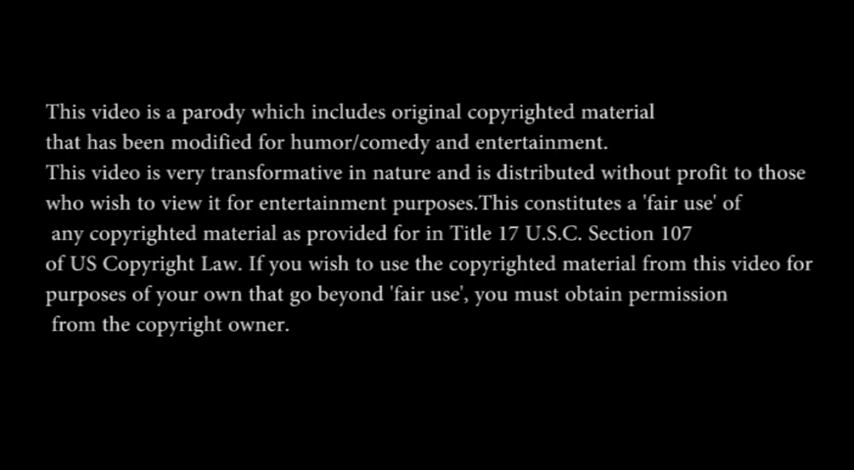 This video is a parody which includes original copyrighted material
that has been modified for humor/comedy and entertainment.
This video is very transformative in nature and is distributed without profit to those
who wish to view it for entertainment purposes.This constitutes a 'fair use' of
any copyrighted material as provided for in Title 17 U.S.C. Section 107
of US Copyright Law. If you wish to use the copyrighted material from this video for
purposes of your own that go beyond 'fair use', you must obtain permission
from the copyright owner.